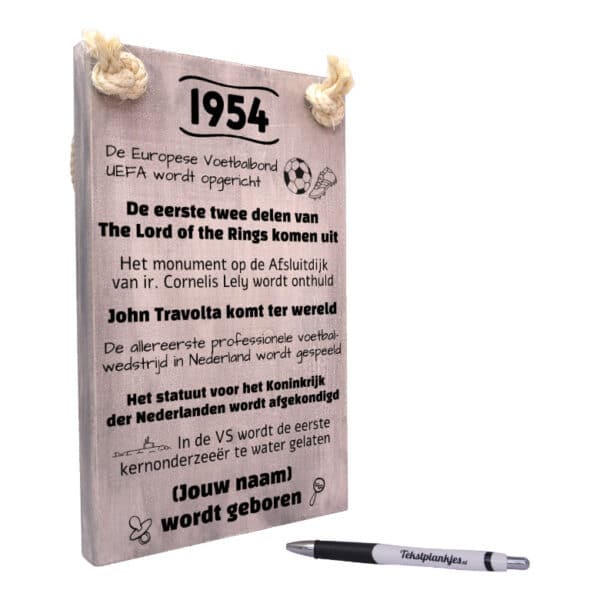 1954
De Europese Voetbalbond
UEFA wordt opgericht
De eerste twee delen van
The Lord of the Rings komen uit
Het monument op de Afsluitdijk
van ir. Cornelis Lely wordt onthuld
John Travolta komt ter wereld
De allereerste professionele voetbal-
wedstrijd in Nederland wordt gespeeld
Het statuut voor het Koninkrijk
der Nederlanden wordt afgekondigd
In de VS wordt de eerste
kernonderzeeër te water gelaten
(Jouw naam)
wordt geboren
Tekstplankjes.nl